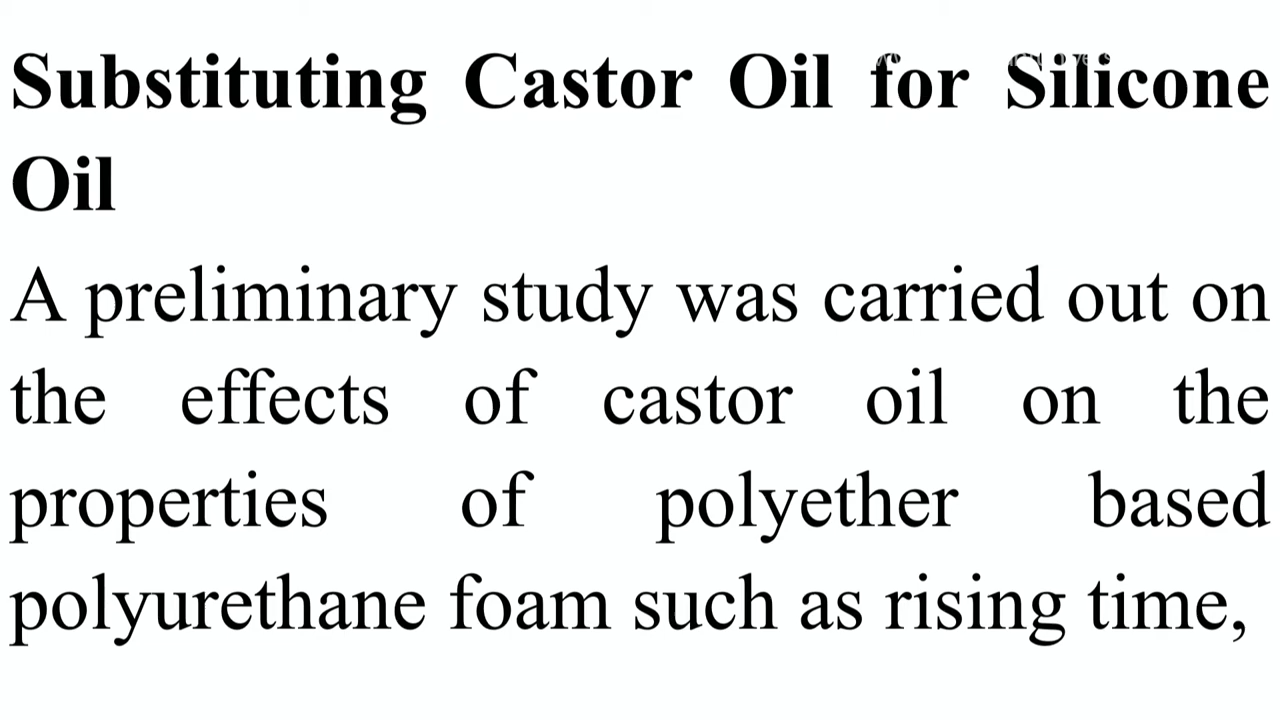 Substituting Castor Oil for Silicone
Oil
A preliminary study was carried out on
the effects of castor oil on the
properties of polyether based
polyurethane foam such as rising time,